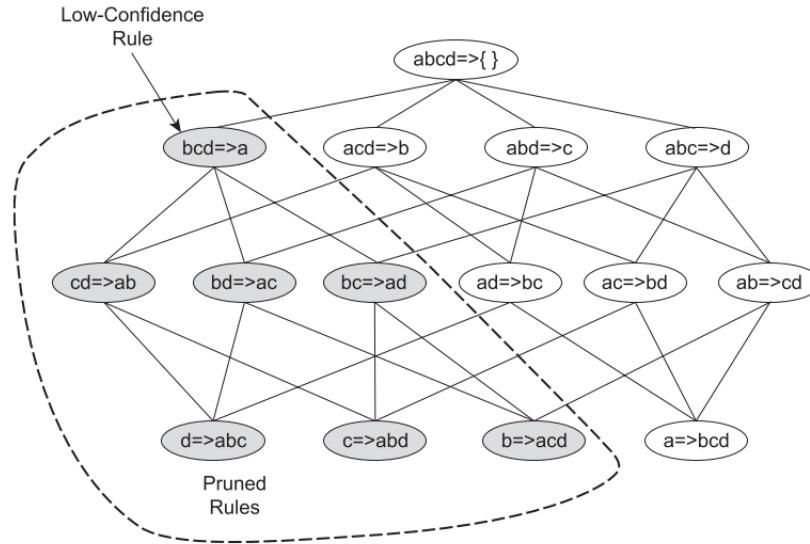 Low-Confidence
Rule
abcd=>{ }
bcd=>a
acd=>b
abd=>c
abc=>d
cd=>ab
bd=>ac
bc=>ad
ad=>bc
ac=>bd
ab=>cd
d=>abc
c=>abd
b=>acd
a=>bcd
Pruned
Rules